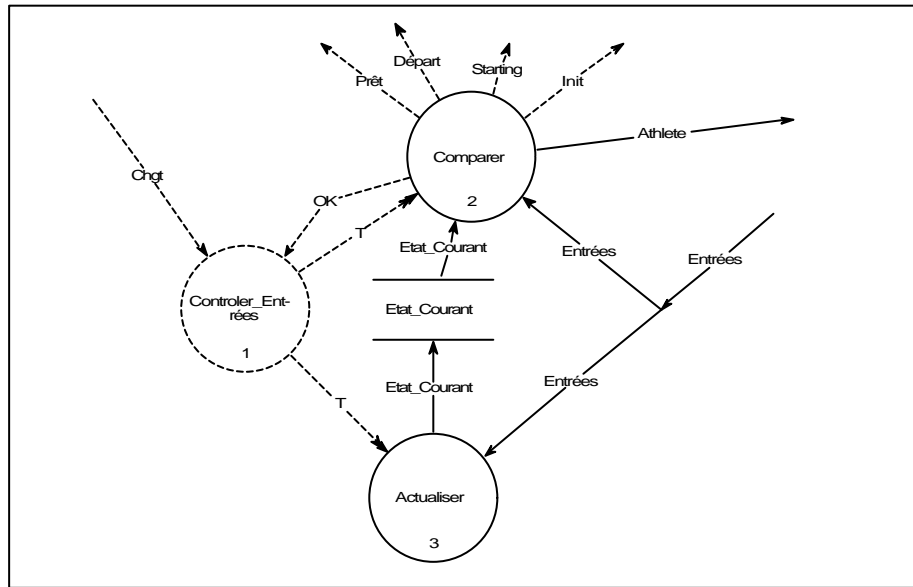 Départ
Starting
Init
Prêt
Athlete
Comparer
2
Chgt
OK
T
Etat_Courant
Entrées
Entrées
Controler_Ent-
rées
1
Etat_Courant
T
Etat_Courant
Entrées
Actualiser
3